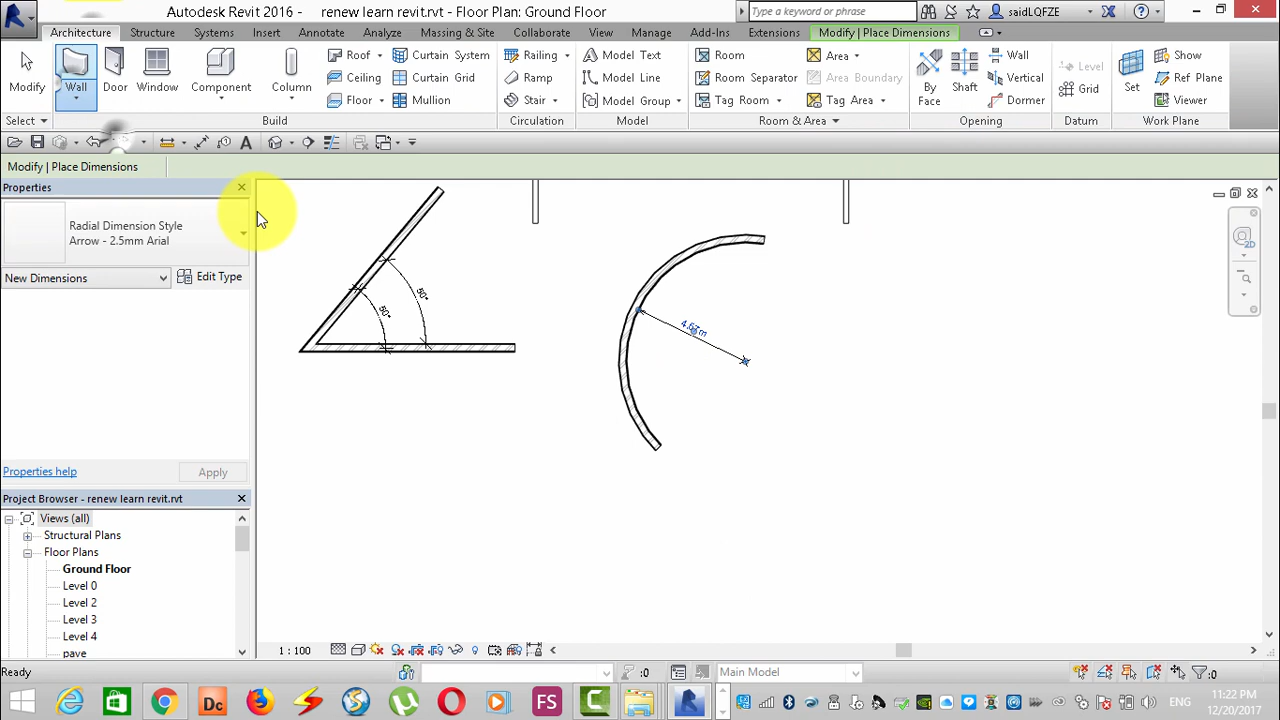 Autodesk Revit 2016 - renew learn revit.rvt - Floor Plan: Ground Floor
Type a keyword or phrase
saidLQFZE
Architecture Structure Systems Insert Annotate Analyze Massing & Site Collaborate View Manage Add-Ins Extensions Modify | Place Dimensions
Modify Wall Door Window Component Column
Roof Curtain System Railing Model Text Room Area Wall Level Show
Ceiling Curtain Grid Ramp Model Line Room Separator Area Boundary By Face Shaft Vertical Grid Set Ref Plane
Floor Mullion Stair Model Group Tag Room Tag Area Dormer Viewer
Select Build Circulation Model Room & Area Opening Datum Work Plane
Modify | Place Dimensions
Properties
Radial Dimension Style
Arrow - 2.5mm Arial
New Dimensions Edit Type
Properties help Apply
Project Browser - renew learn revit.rvt
Views (all)
Structural Plans
Floor Plans
Ground Floor
Level 0
Level 2
Level 3
Level 4
pave
50°
50°
1 : 100
Ready
:0
Main Model
:0
ENG
11:22 PM
12/20/2017